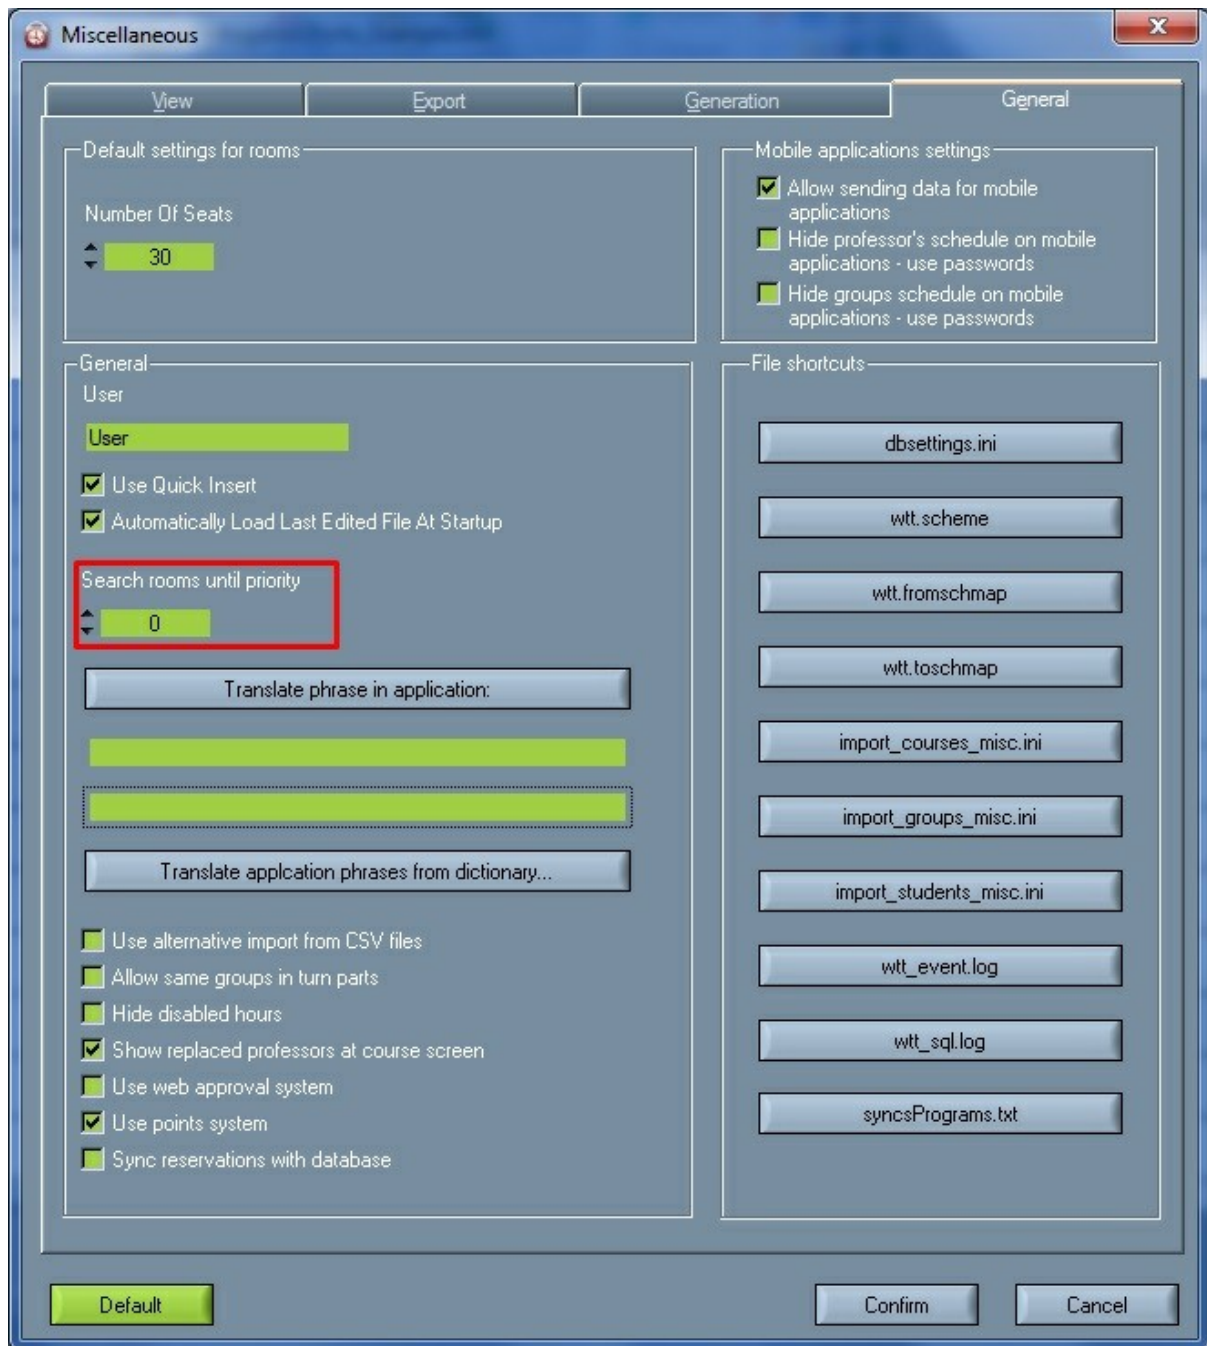 Miscellaneous
View
Export
Generation
General
Default settings for rooms
Number Of Seats
30
Mobile applications settings
Allow sending data for mobile
applications
Hide professor's schedule on mobile
applications - use passwords
Hide groups schedule on mobile
applications - use passwords
General
User
User
Use Quick Insert
Automatically Load Last Edited File At Startup
Search rooms until priority
0
Translate phrase in application:
Translate applcation phrases from dictionary...
Use alternative import from CSV files
Allow same groups in turn parts
Hide disabled hours
Show replaced professors at course screen
Use web approval system
Use points system
Sync reservations with database
File shortcuts
dbsettings.ini
wtt.scheme
wtt.fromschmap
wtt.toschmap
import_courses_misc.ini
import_groups_misc.ini
import_students_misc.ini
wtt_event.log
wtt_sql.log
syncsPrograms.txt
Default
Confirm
Cancel